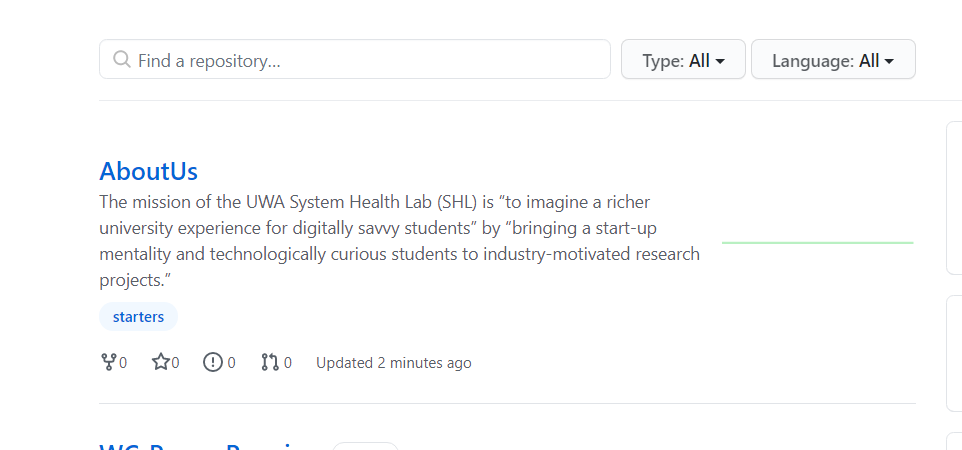 Find a repository…
Type: All
Language: All
AboutUs
The mission of the UWA System Health Lab (SHL) is “to imagine a richer
university experience for digitally savvy students” by “bringing a start-up
mentality and technologically curious students to industry-motivated research
projects.”
starters
0 0 0 0 Updated 2 minutes ago